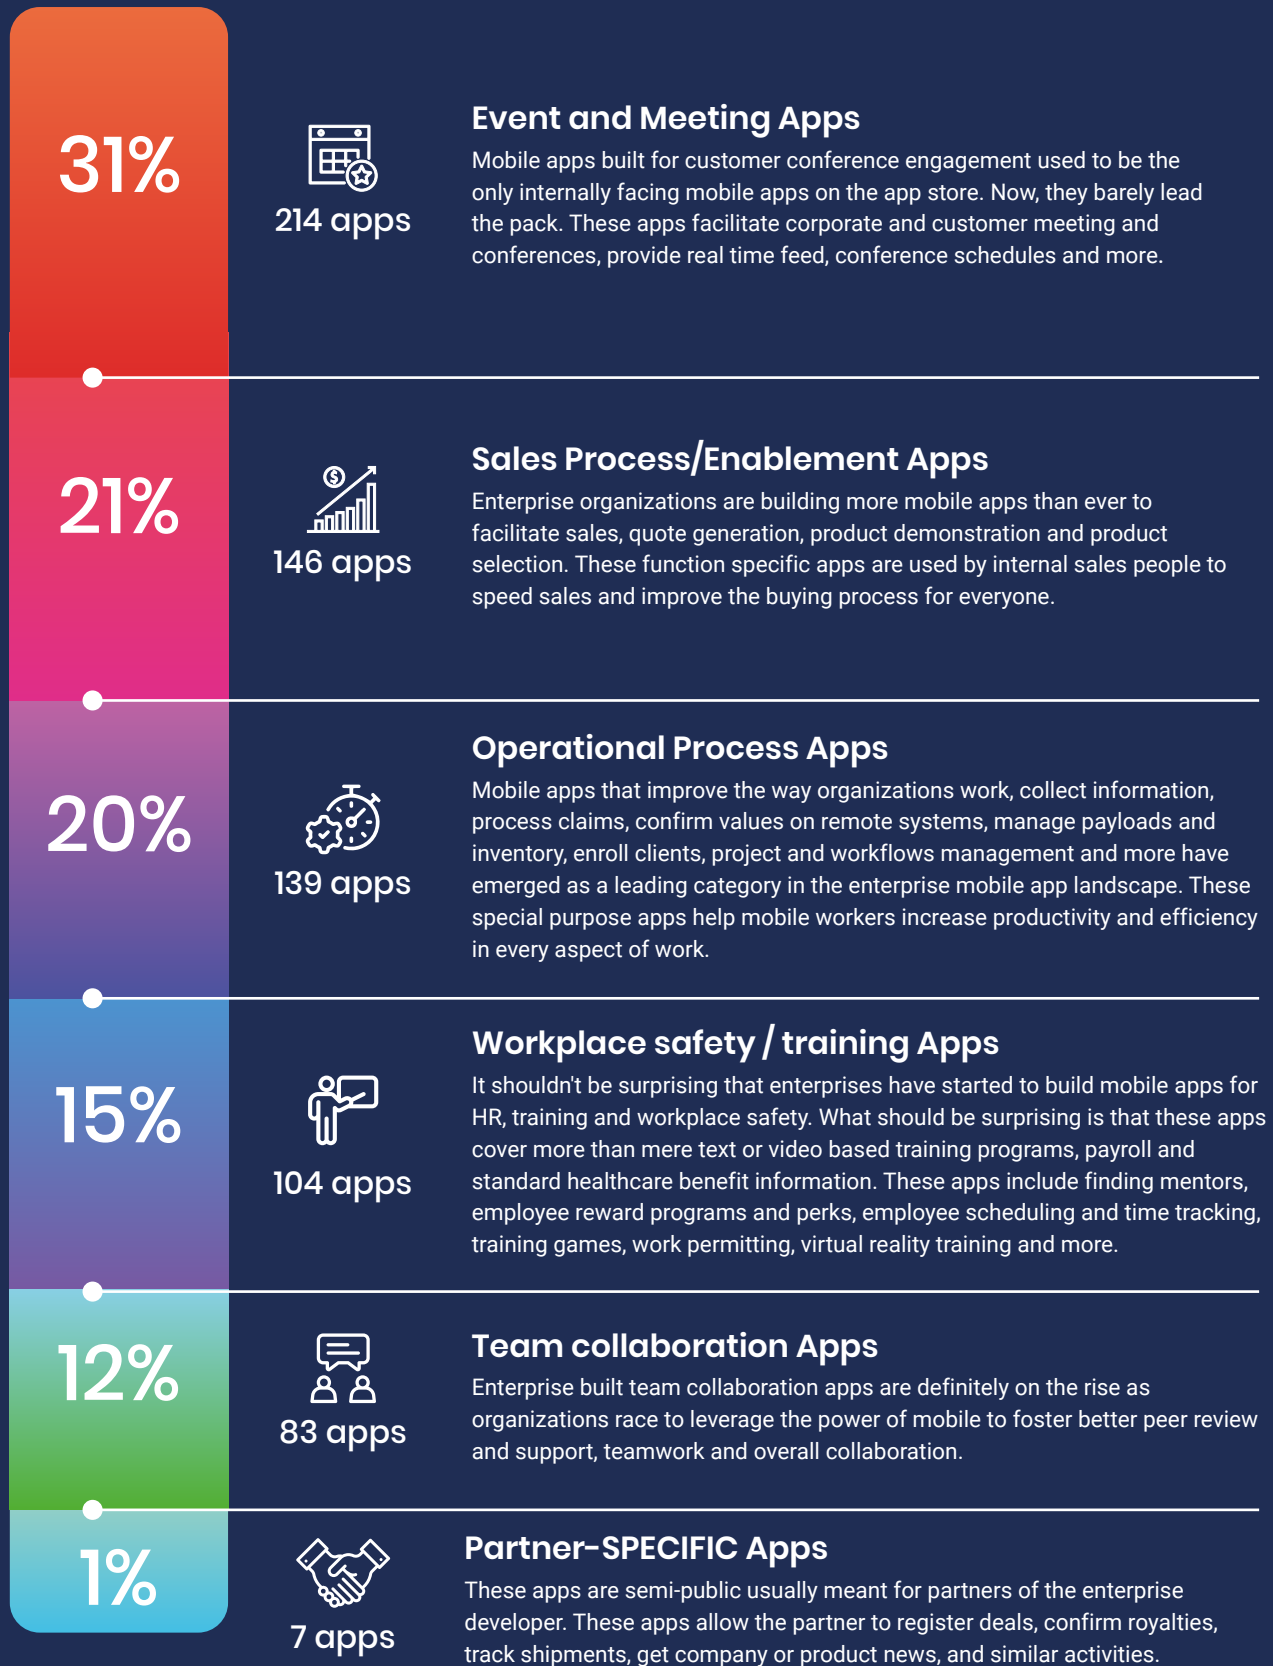 31%
214 apps
Event and Meeting Apps
Mobile apps built for customer conference engagement used to be the
only internally facing mobile apps on the app store. Now, they barely lead
the pack. These apps facilitate corporate and customer meeting and
conferences, provide real time feed, conference schedules and more.
21%
146 apps
Sales Process/Enablement Apps
Enterprise organizations are building more mobile apps than ever to
facilitate sales, quote generation, product demonstration and product
selection. These function specific apps are used by internal sales people to
speed sales and improve the buying process for everyone.
20%
139 apps
Operational Process Apps
Mobile apps that improve the way organizations work, collect information,
process claims, confirm values on remote systems, manage payloads and
inventory, enroll clients, project and workflows management and more have
emerged as a leading category in the enterprise mobile app landscape. These
special purpose apps help mobile workers increase productivity and efficiency
in every aspect of work.
15%
104 apps
Workplace safety / training Apps
It shouldn't be surprising that enterprises have started to build mobile apps for
HR, training and workplace safety. What should be surprising is that these apps
cover more than mere text or video based training programs, payroll and
standard healthcare benefit information. These apps include finding mentors,
employee reward programs and perks, employee scheduling and time tracking,
training games, work permitting, virtual reality training and more.
12%
83 apps
Team collaboration Apps
Enterprise built team collaboration apps are definitely on the rise as
organizations race to leverage the power of mobile to foster better peer review
and support, teamwork and overall collaboration.
1%
7 apps
Partner-SPECIFIC Apps
These apps are semi-public usually meant for partners of the enterprise
developer. These apps allow the partner to register deals, confirm royalties,
track shipments, get company or product news, and similar activities.